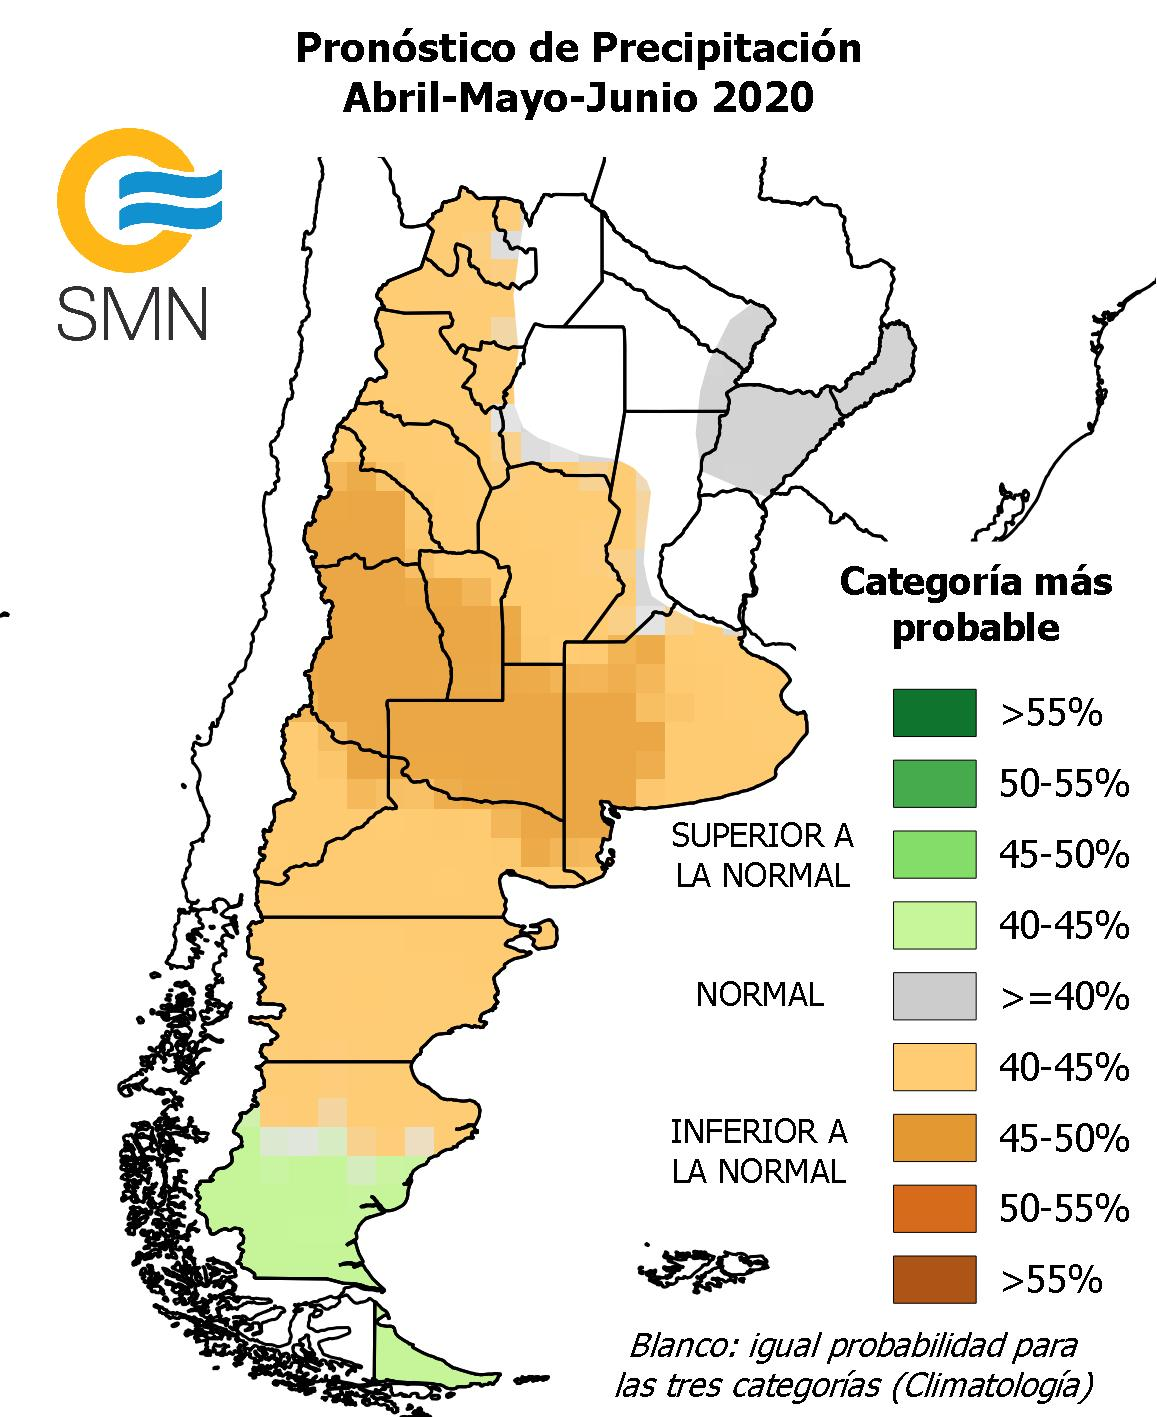 Pronóstico de Precipitación
Abril-Mayo-Junio 2020
SMN
Categoría más
probable
>55%
50-55%
SUPERIOR A
LA NORMAL
45-50%
40-45%
NORMAL
>=40%
40-45%
INFERIOR A
LA NORMAL
45-50%
50-55%
>55%
Blanco: igual probabilidad para
las tres categorías (Climatología)